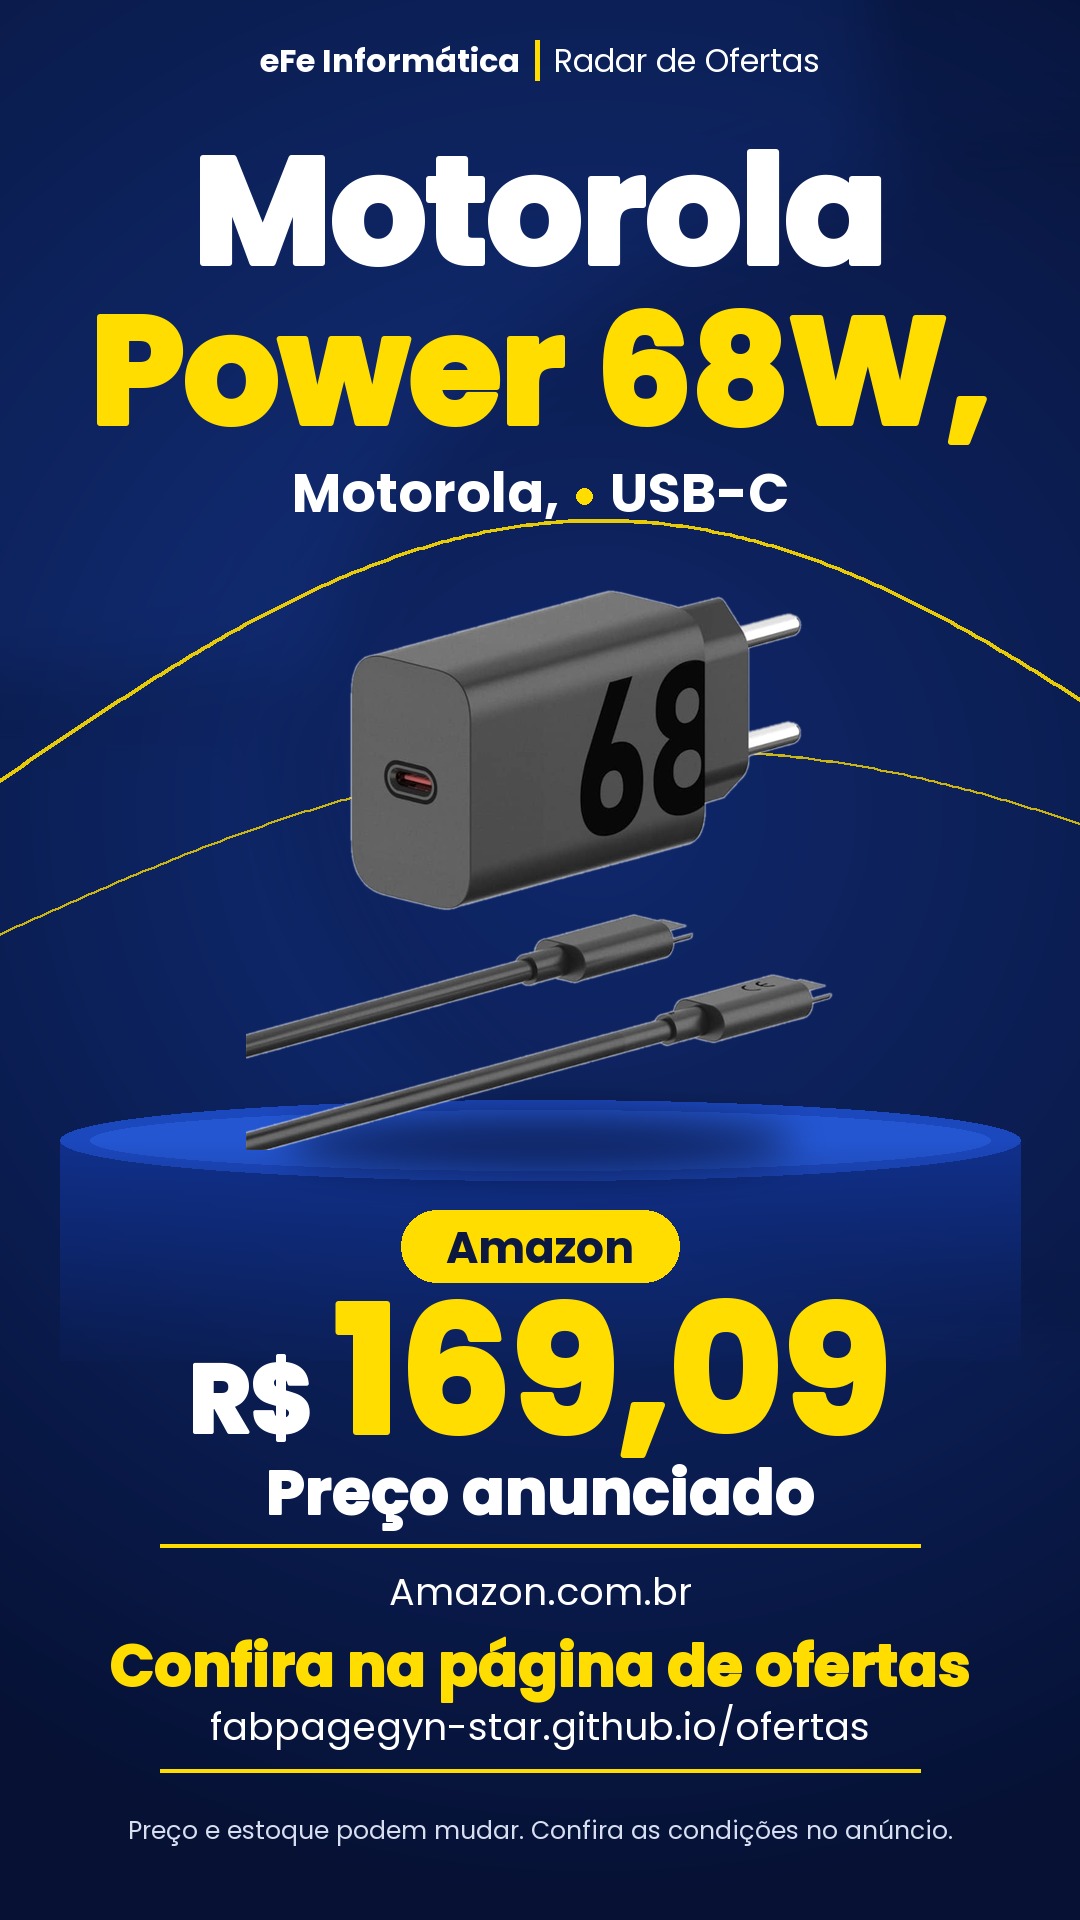 eFe Informática | Radar de Ofertas
Motorola
Power 68W,
Motorola, • USB-C
68
CE
Amazon
R$ 169,09
Preço anunciado
Amazon.com.br
Confira na página de ofertas
fabpagegyn-star.github.io/ofertas
Preço e estoque podem mudar. Confira as condições no anúncio.